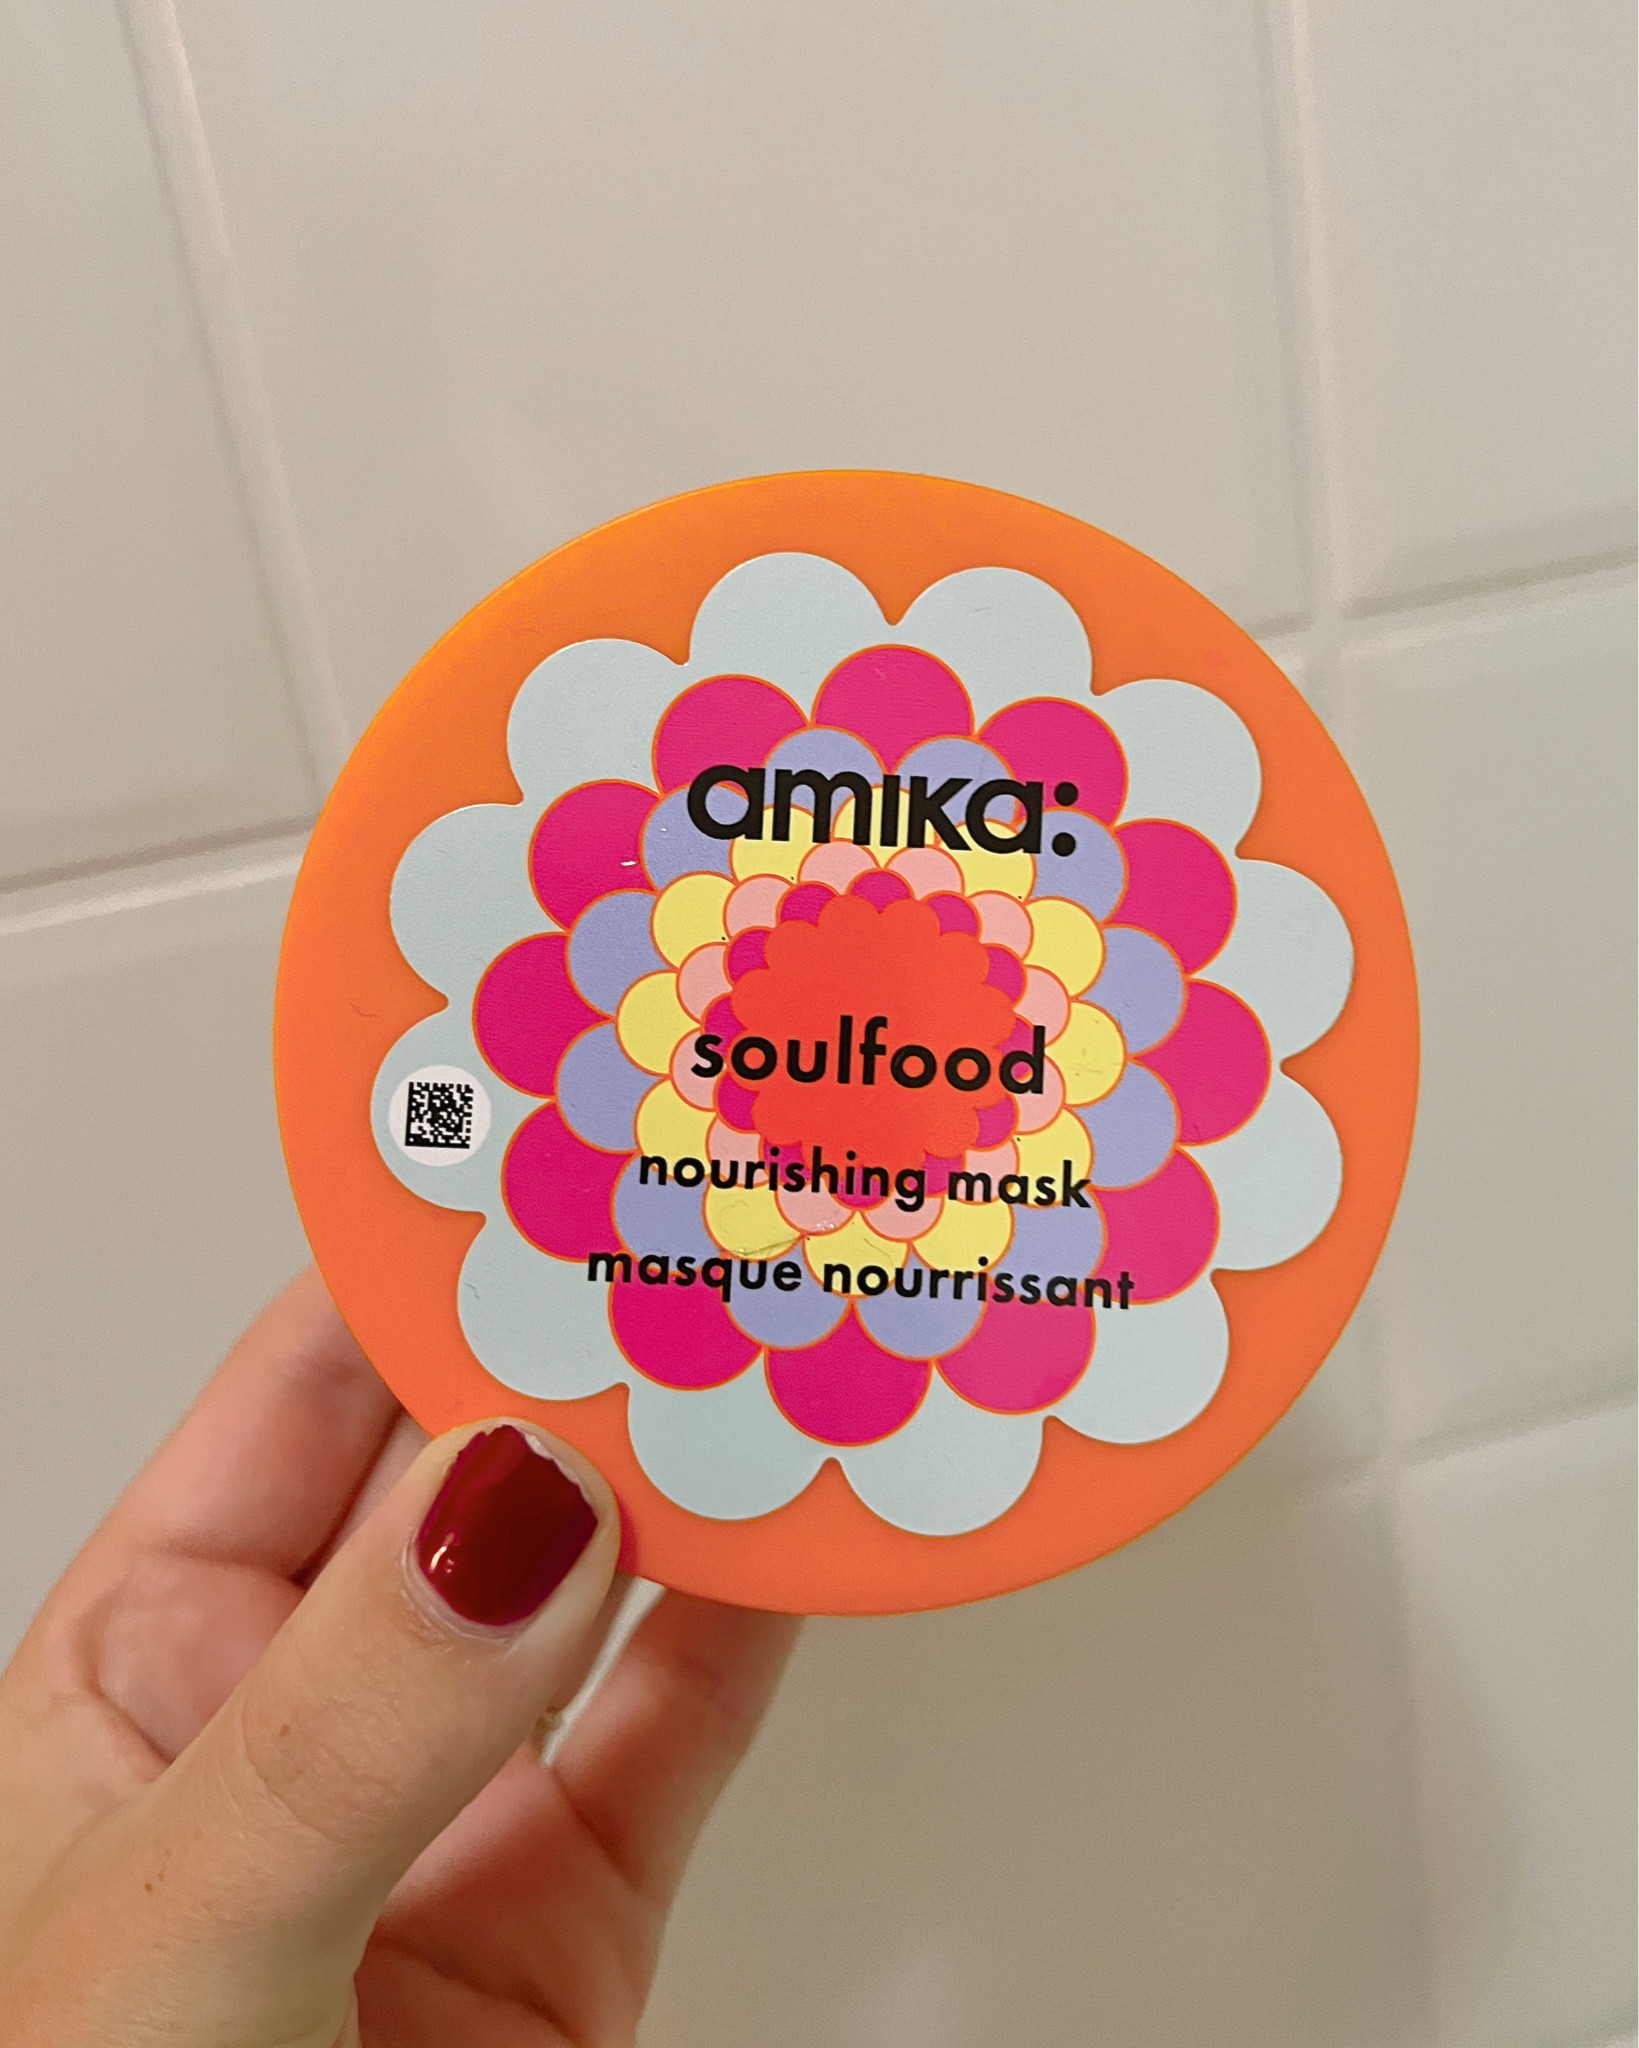 amika:
soulfood
nourishing mask
masque nourrissant